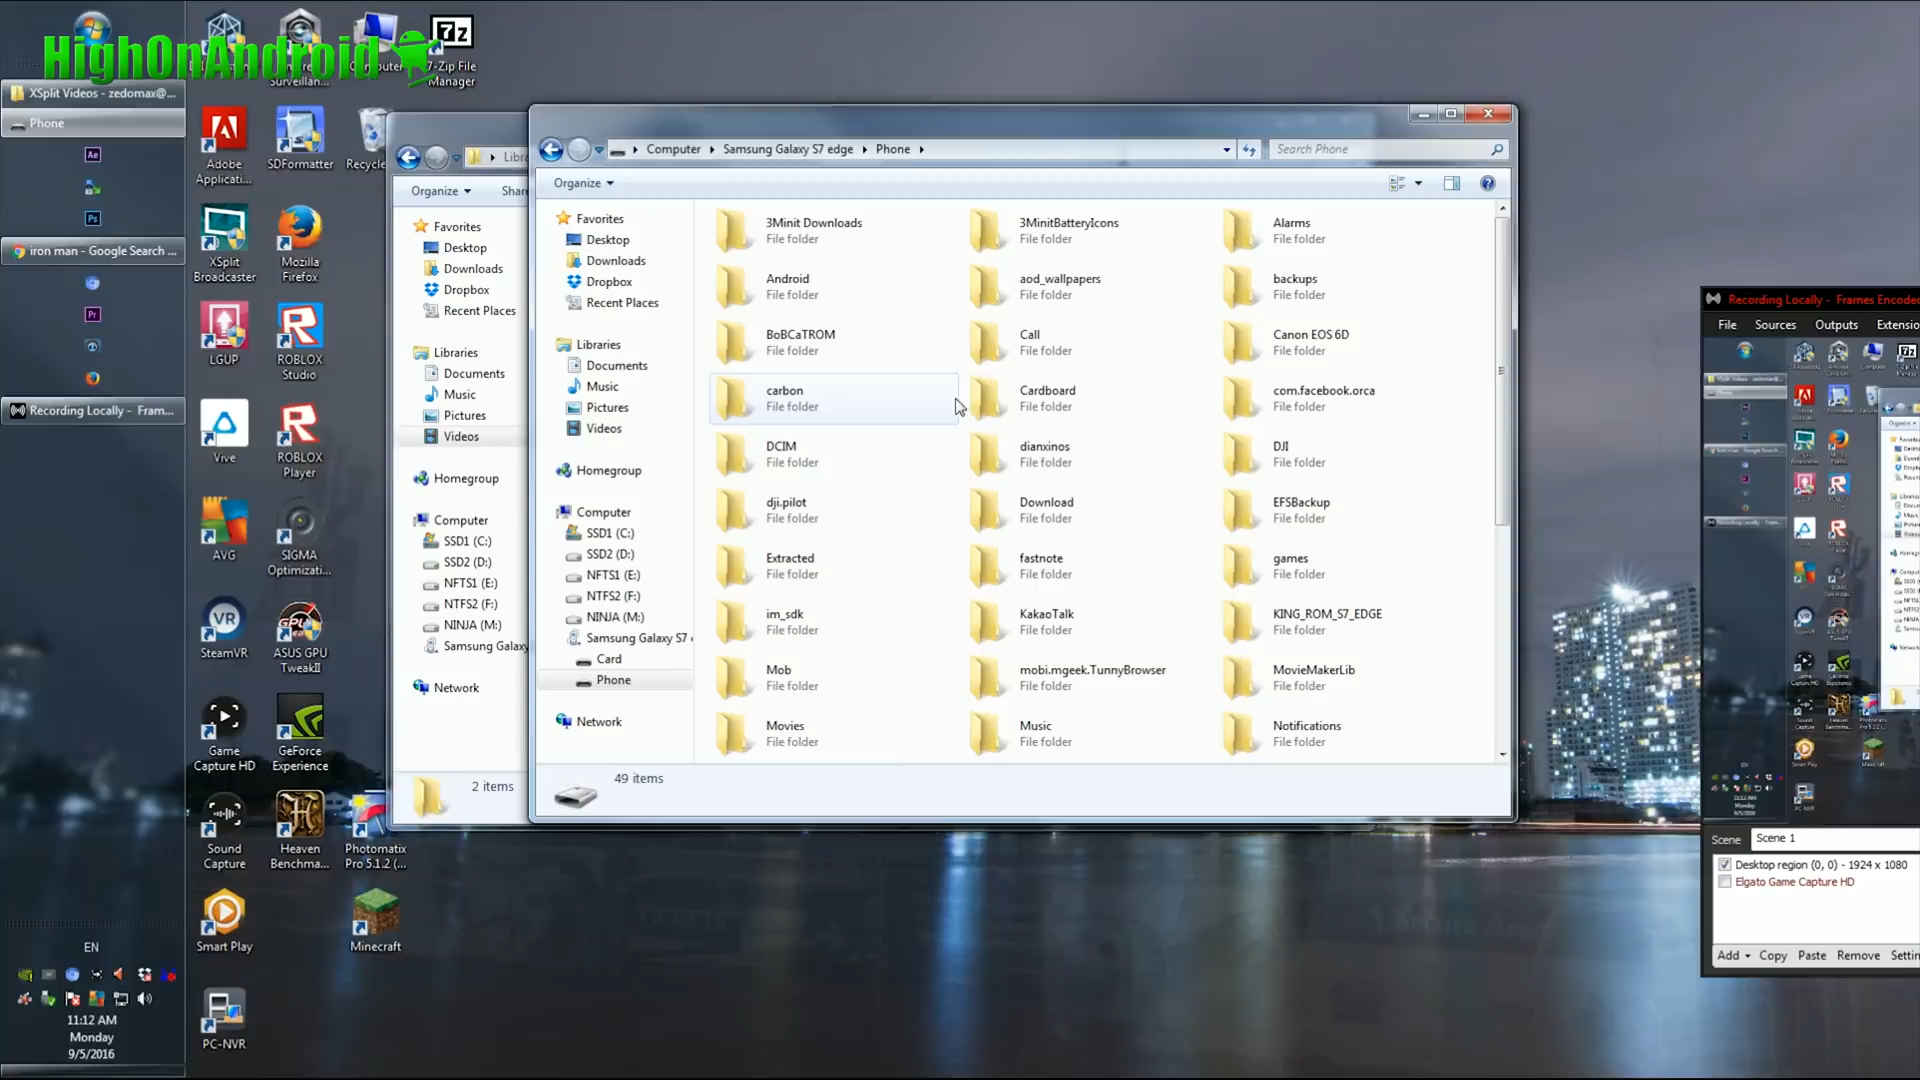 HighOnAndroid
Surveillan...
7-Zip File
Manager
XSplit Videos - zedomax@...
Phone
iron man - Google Search ...
Recording Locally - Fram...
EN
11:12 AM
Monday
9/5/2016
Adobe
Applicati...
SDFormatter
Recycle
XSplit
Broadcaster
Mozilla
Firefox
LGUP
ROBLOX
Studio
Vive
ROBLOX
Player
AVG
SIGMA
Optimizati...
SteamVR
ASUS GPU
TweakII
Game
Capture HD
GeForce
Experience
Sound
Capture
Heaven
Benchma...
Photomatix
Pro 5.1.2 (...
Smart Play
Minecraft
PC-NVR
Libra
Organize
Share
Favorites
Desktop
Downloads
Dropbox
Recent Places
Libraries
Documents
Music
Pictures
Videos
Homegroup
Computer
SSD1 (C:)
SSD2 (D:)
NFTS1 (E:)
NTFS2 (F:)
NINJA (M:)
Samsung Galaxy
Network
2 items
Computer
Samsung Galaxy S7 edge
Phone
Search Phone
Organize
Favorites
Desktop
Downloads
Dropbox
Recent Places
Libraries
Documents
Music
Pictures
Videos
Homegroup
Computer
SSD1 (C:)
SSD2 (D:)
NFTS1 (E:)
NTFS2 (F:)
NINJA (M:)
Samsung Galaxy S7
Card
Phone
Network
3Minit Downloads
File folder
3MinitBatteryIcons
File folder
Alarms
File folder
Android
File folder
aod_wallpapers
File folder
backups
File folder
BoBCaTROM
File folder
Call
File folder
Canon EOS 6D
File folder
carbon
File folder
Cardboard
File folder
com.facebook.orca
File folder
DCIM
File folder
dianxinos
File folder
DJI
File folder
dji.pilot
File folder
Download
File folder
EFSBackup
File folder
Extracted
File folder
fastnote
File folder
games
File folder
im_sdk
File folder
KakaoTalk
File folder
KING_ROM_S7_EDGE
File folder
Mob
File folder
mobi.mgeek.TunnyBrowser
File folder
MovieMakerLib
File folder
Movies
File folder
Music
File folder
Notifications
File folder
49 items
Recording Locally - Frames Encoded
File
Sources
Outputs
Extensio
Scene
Scene 1
Desktop region (0, 0) - 1924 x 1080
Elgato Game Capture HD
Add
Copy
Paste
Remove
Settin